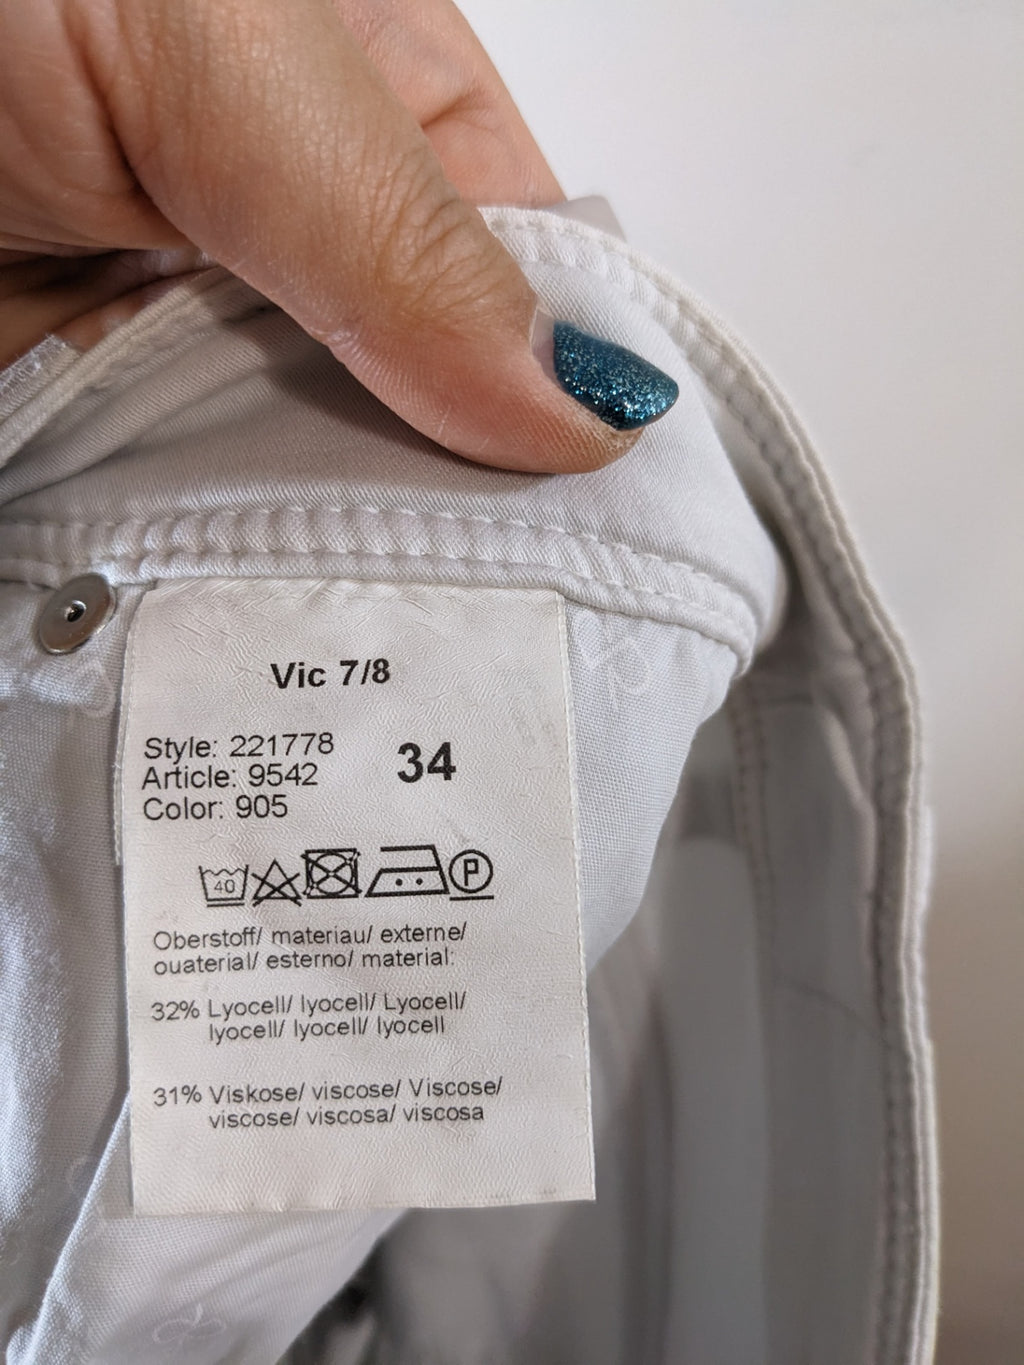 Vic 7/8
Style: 221778
Article: 9542
Color: 905
34
40
P
Oberstoff/ materiau/ externe/
ouaterial/ esterno/ material:
32% Lyocell/ lyocell/ Lyocell/
lyocell/ lyocell/ lyocell
31% Viskose/ viscose/ Viscose/
viscose/ viscosa/ viscosa